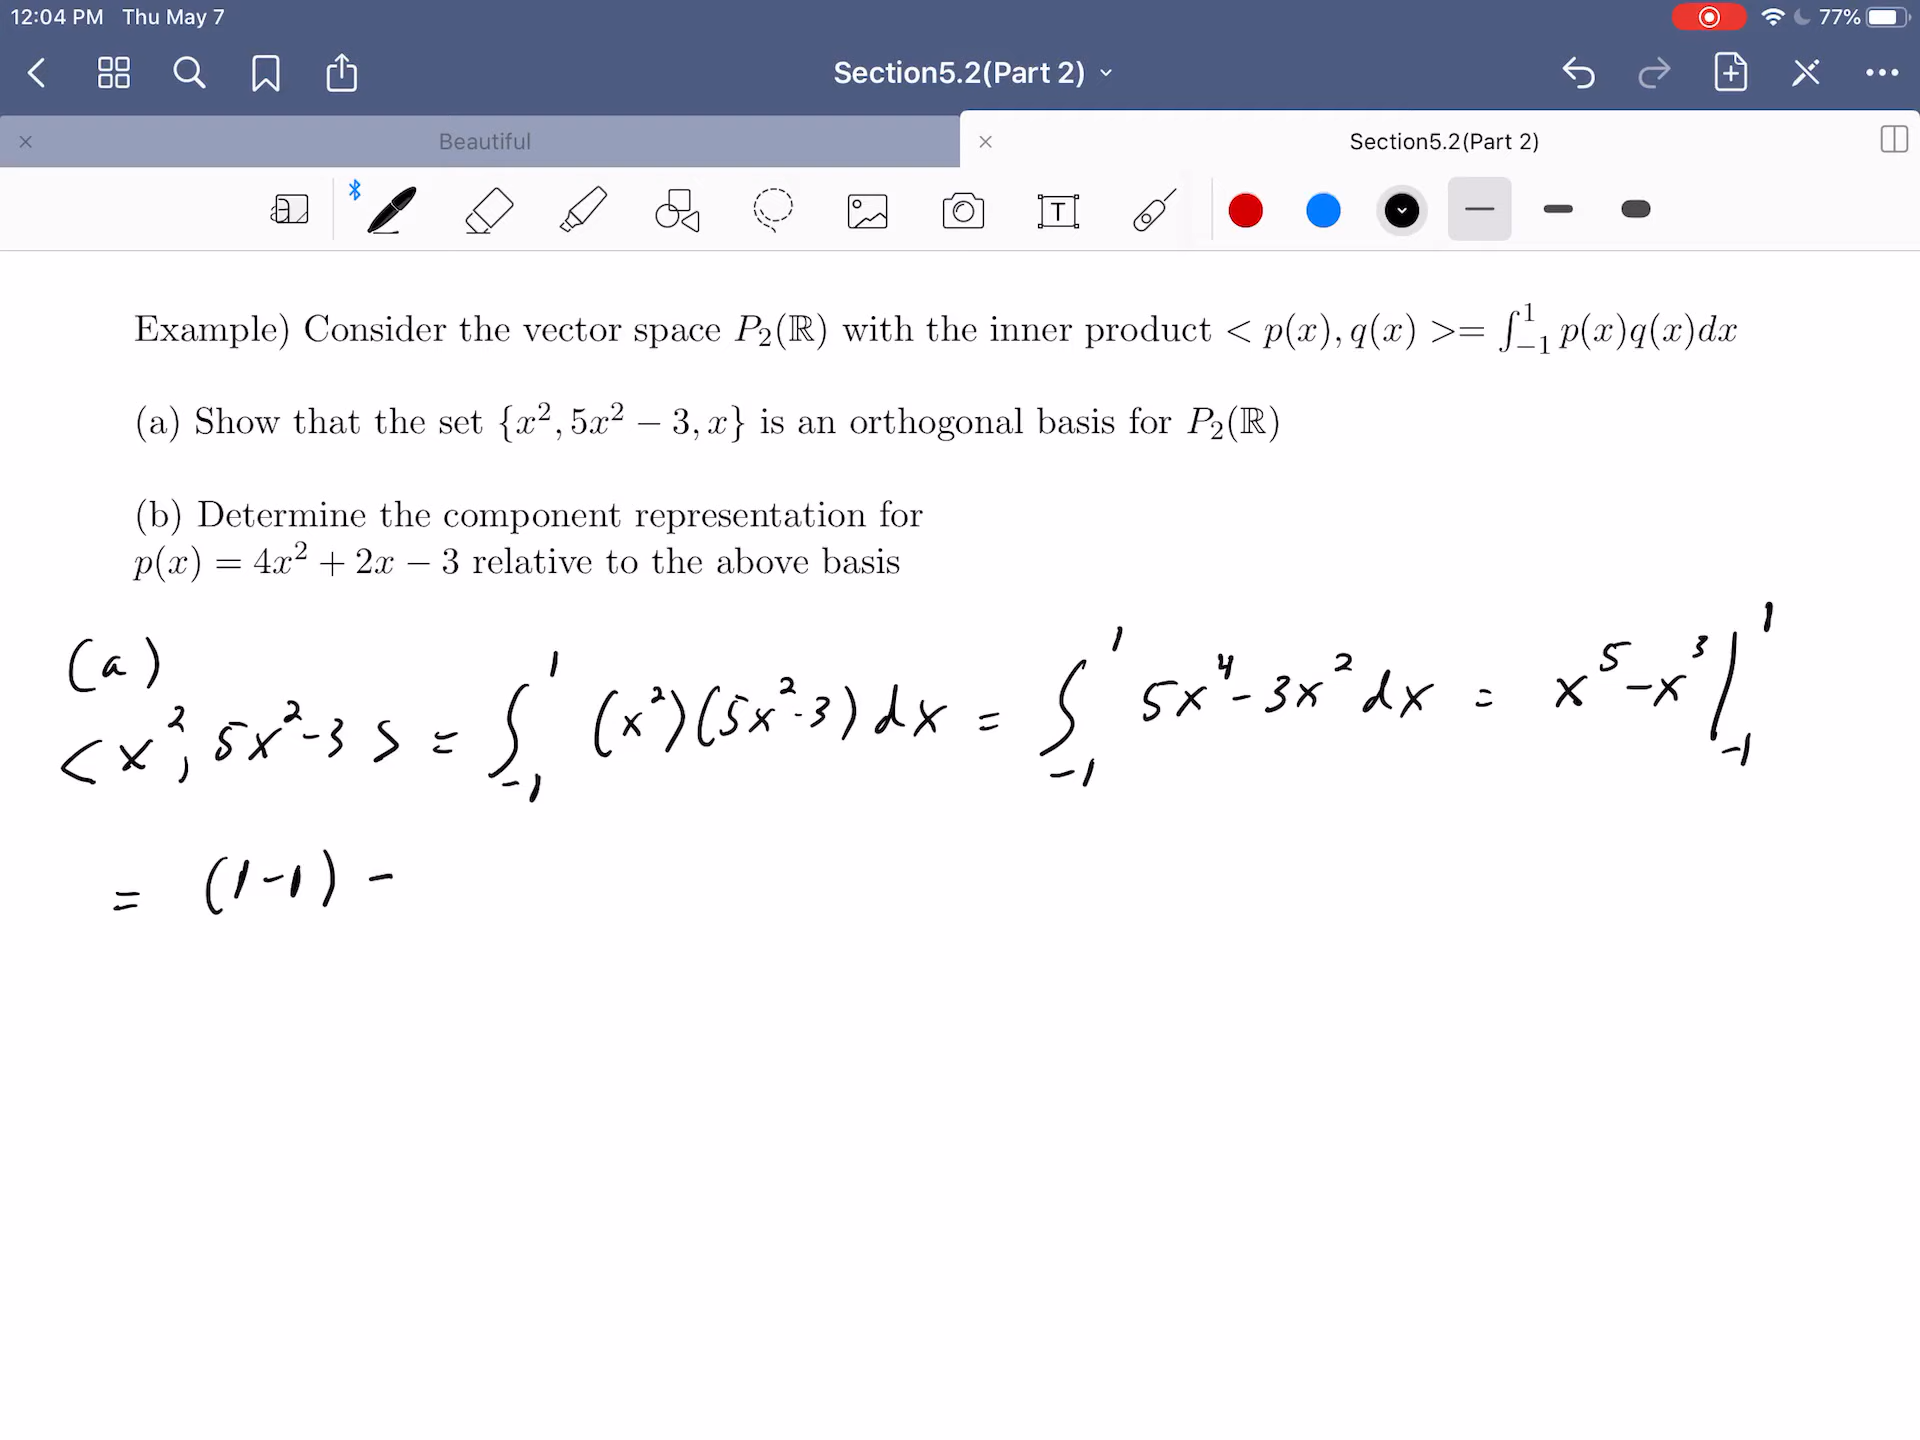 12:04 PM Thu May 7
77%
Section5.2(Part 2)
Beautiful
Section5.2(Part 2)
Example) Consider the vector space P₂(ℝ) with the inner product < p(x), q(x) >= ∫₋₁¹ p(x)q(x)dx
(a) Show that the set {x², 5x² − 3, x} is an orthogonal basis for P₂(ℝ)
(b) Determine the component representation for
p(x) = 4x² + 2x − 3 relative to the above basis
(a)
<x², 5x²-3> = ∫₋₁¹ (x²)(5x²-3)dx = ∫₋₁¹ 5x⁴-3x² dx = x⁵-x³|₋₁¹
= (1-1) -